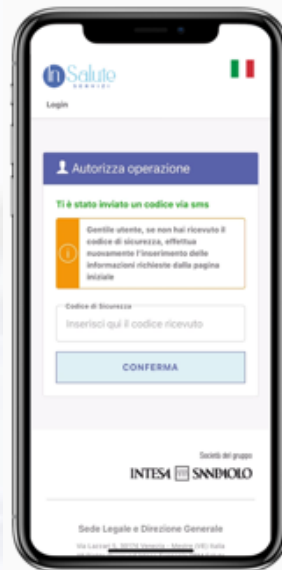 InSalute
SERVIZI
Login
Autorizza operazione
Ti è stato inviato un codice via sms
Gentile utente, se non hai ricevuto il
codice di sicurezza, effettua
nuovamente l'inserimento delle
informazioni richieste dalla pagina
iniziale
Codice di Sicurezza
Inserisci qui il codice ricevuto
CONFERMA
Società del gruppo
INTESA SANPAOLO
Sede Legale e Direzione Generale